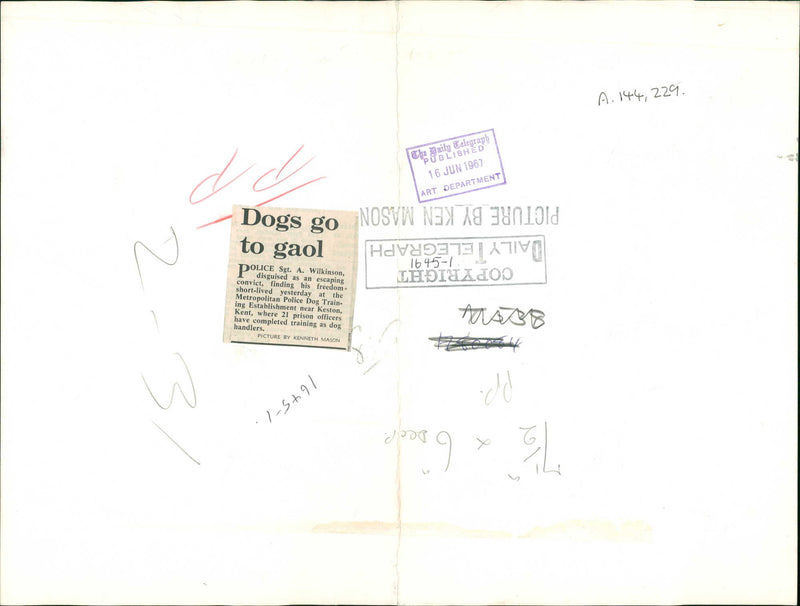 A. 144, 229.
The Daily Telegraph
PUBLISHED
16 JUN 1967
ART DEPARTMENT
PICTURE BY KEN MASON
COPYRIGHT
1645-1
DAILY TELEGRAPH
Dogs go
to gaol
POLICE Sgt. A. Wilkinson,
disguised as an escaping
convict, finding his freedom
short-lived yesterday at the
Metropolitan Police Dog Train-
ing Establishment near Keston,
Kent, where 21 prison officers
have completed training as dog
handlers.
PICTURE BY KENNETH MASON
1645-1.
PP.
7½" x 6" Deep.